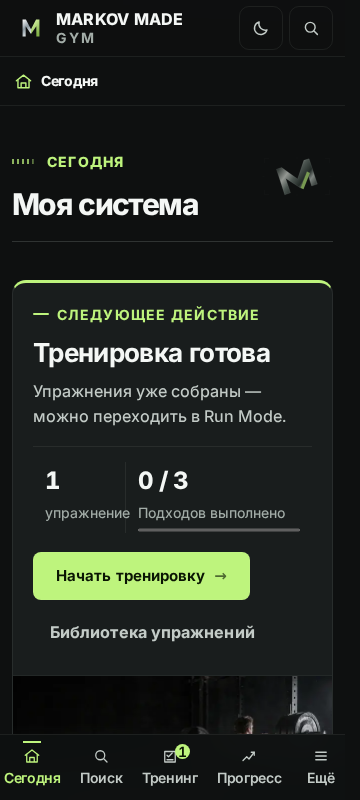 MARKOV MADE
GYM
Сегодня
СЕГОДНЯ
Моя система
СЛЕДУЮЩЕЕ ДЕЙСТВИЕ
Тренировка готова
Упражнения уже собраны —
можно переходить в Run Mode.
1
0 / 3
упражнение
Подходов выполнено
Начать тренировку →
Библиотека упражнений
1
Сегодня
Поиск
Тренинг
Прогресс
Ещё